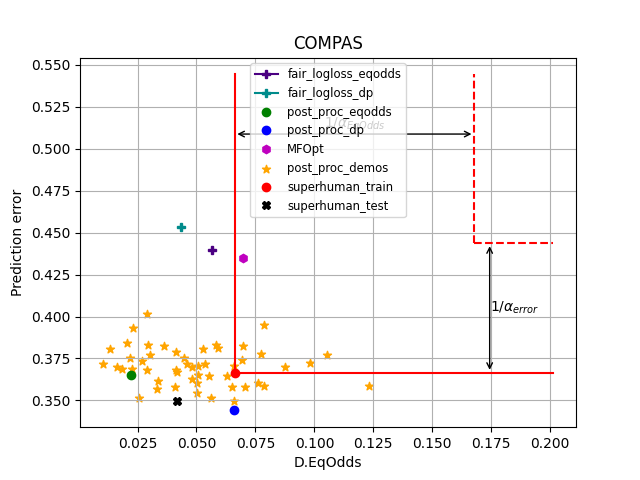 COMPAS
0.550
0.525
0.500
0.475
0.450
0.425
0.400
0.375
0.350
Prediction error
fair_logloss_eqodds
fair_logloss_dp
post_proc_eqodds
post_proc_dp
MFOpt
post_proc_demos
superhuman_train
superhuman_test
1/α_EqOdds
1/α_error
0.025
0.050
0.075
0.100
0.125
0.150
0.175
0.200
D.EqOdds